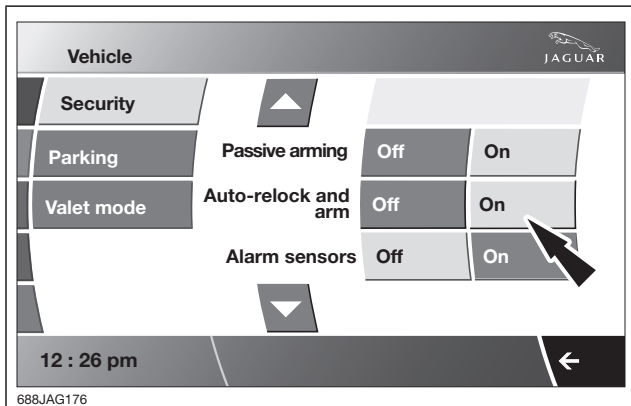 Vehicle
JAGUAR
Security
Parking
Passive arming Off On
Valet mode
Auto-relock and
arm
Off On
Alarm sensors Off On
12 : 26 pm
688JAG176